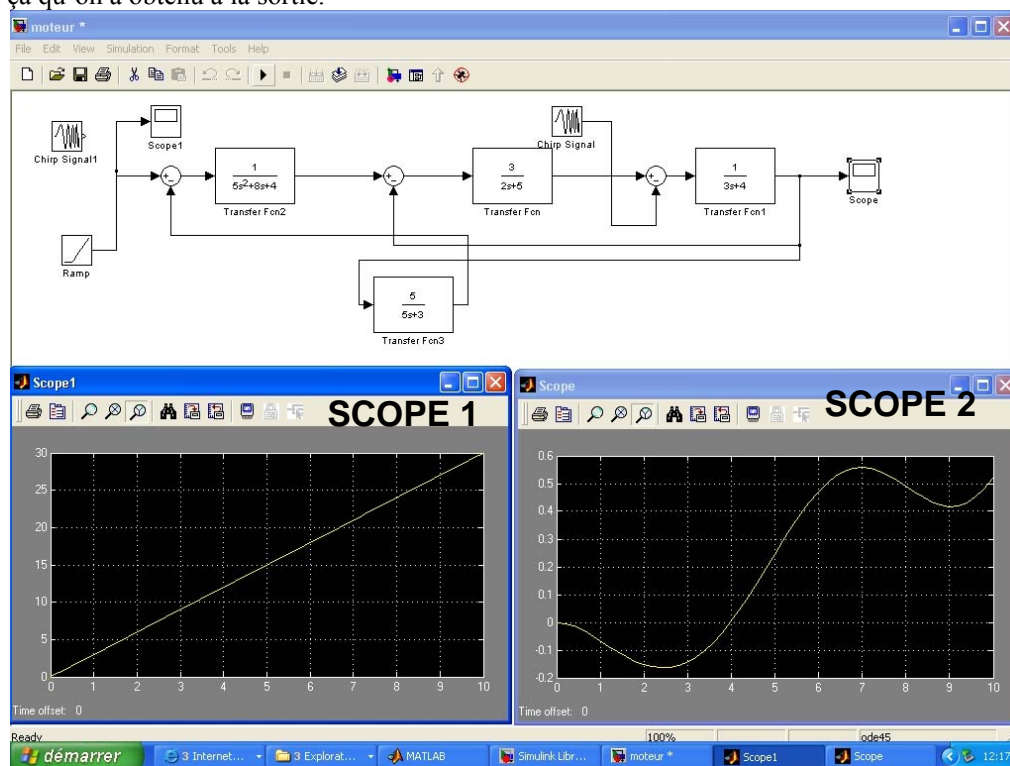 ça qu'on a obtenu à la sortie.
moteur *
File Edit View Simulation Format Tools Help
Chirp Signal1
Scope1
Chirp Signal
+_
1
5s²+8s+4
Transfer Fcn2
+_
3
2s+5
Transfer Fcn
+_
1
3s+4
Transfer Fcn1
Scope
Ramp
5
5s+3
Transfer Fcn3
Scope1
SCOPE 1
30
25
20
15
10
5
0
0 1 2 3 4 5 6 7 8 9 10
Time offset: 0
Scope
SCOPE 2
0.6
0.5
0.4
0.3
0.2
0.1
0
-0.1
-0.2
0 1 2 3 4 5 6 7 8 9 10
Time offset: 0
Ready 100% ode45
démarrer 3 Internet... 3 Explorat... MATLAB Simulink Libr... moteur * Scope1 Scope 12:17